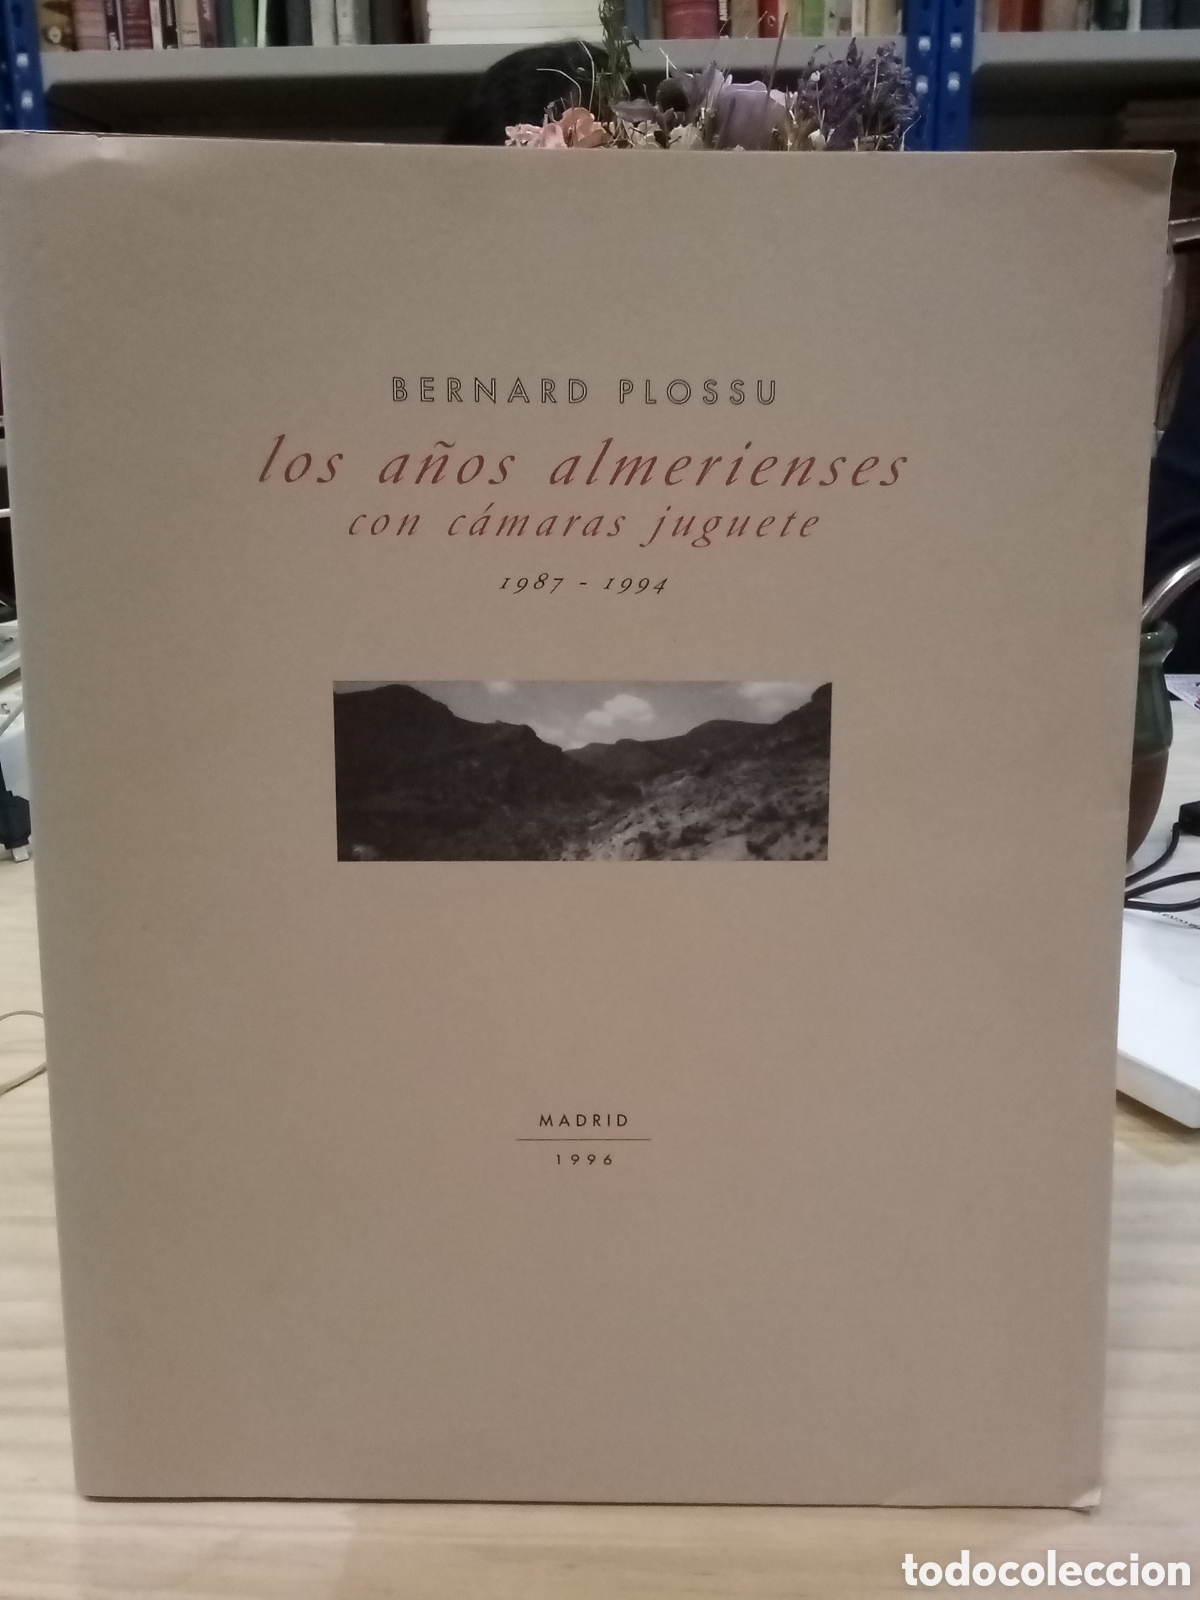 BERNARD PLOSSU
los años almerienses
con cámaras juguete
1987 - 1994
MADRID
1996
todocoleccion